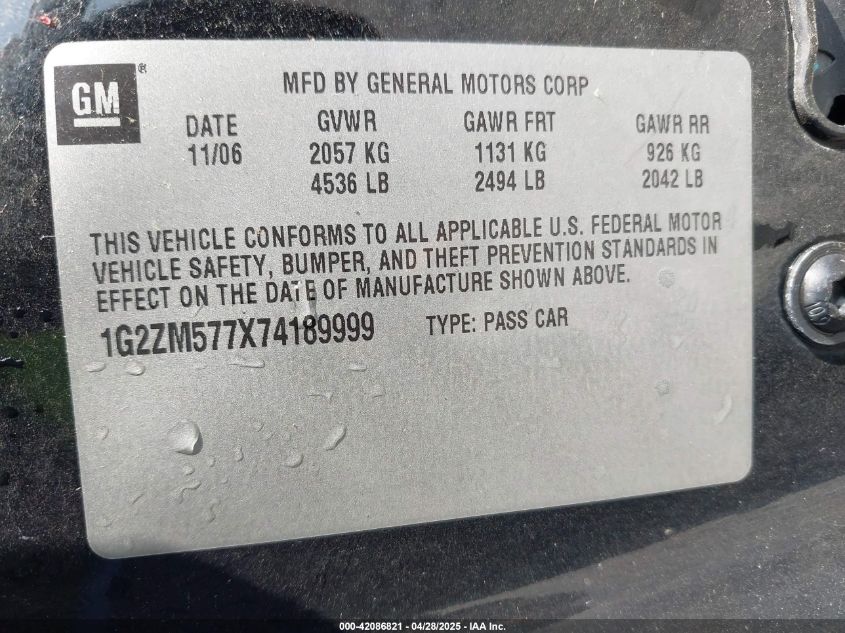 GM®
MFD BY GENERAL MOTORS CORP
DATE GVWR GAWR FRT GAWR RR
11/06 2057 KG 1131 KG 926 KG
4536 LB 2494 LB 2042 LB
THIS VEHICLE CONFORMS TO ALL APPLICABLE U.S. FEDERAL MOTOR
VEHICLE SAFETY, BUMPER, AND THEFT PREVENTION STANDARDS IN
EFFECT ON THE DATE OF MANUFACTURE SHOWN ABOVE.
1G2ZM577X74189999 TYPE: PASS CAR
000-42086821 - 04/28/2025 - IAA Inc.